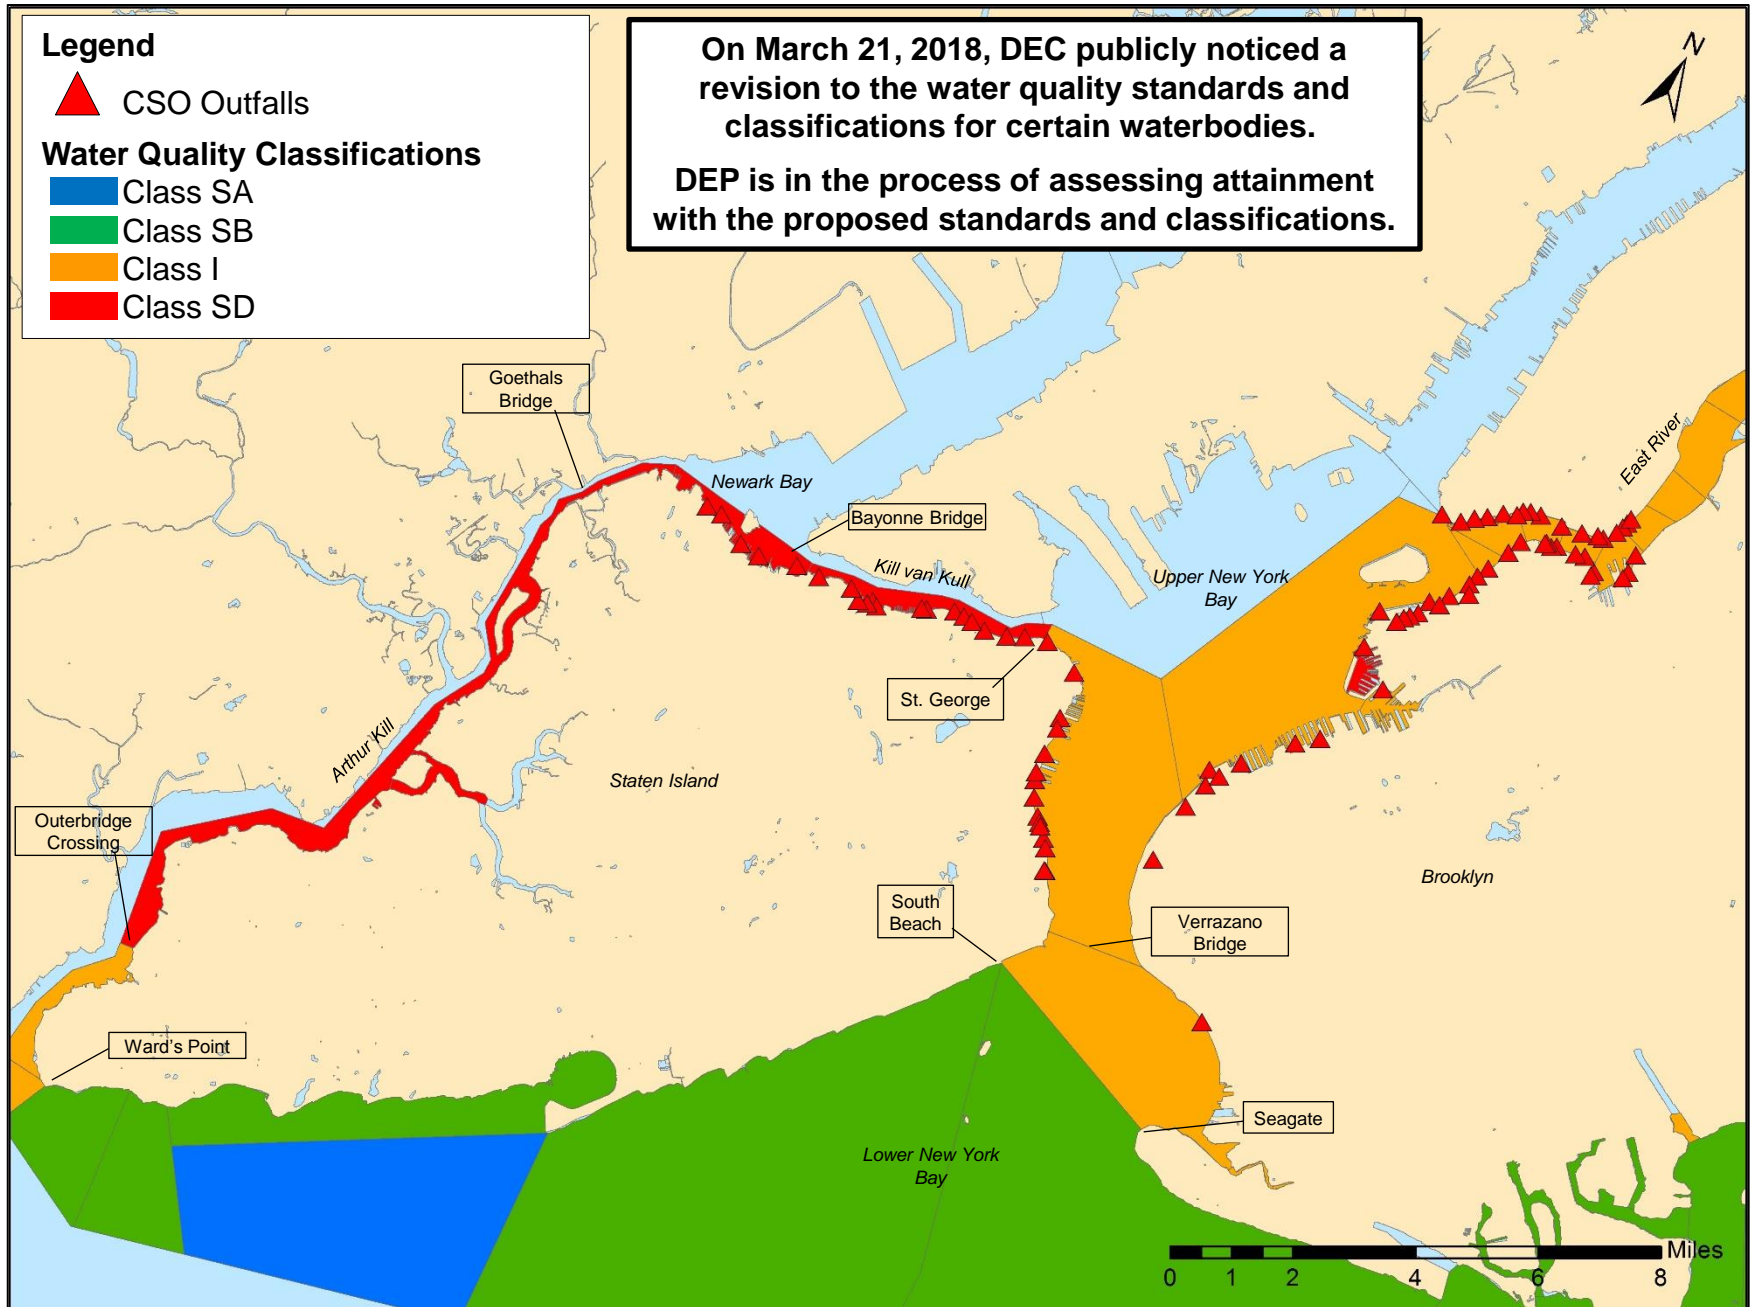 Legend
CSO Outfalls
Water Quality Classifications
Class SA
Class SB
Class I
Class SD
On March 21, 2018, DEC publicly noticed a
revision to the water quality standards and
classifications for certain waterbodies.
DEP is in the process of assessing attainment
with the proposed standards and classifications.
N
Goethals
Bridge
Newark Bay
Bayonne Bridge
Kill van Kull
Upper New York
Bay
East River
St. George
Arthur Kill
Staten Island
Outerbridge
Crossing
Brooklyn
South
Beach
Verrazano
Bridge
Ward's Point
Seagate
Lower New York
Bay
Miles
0 1 2 4 6 8